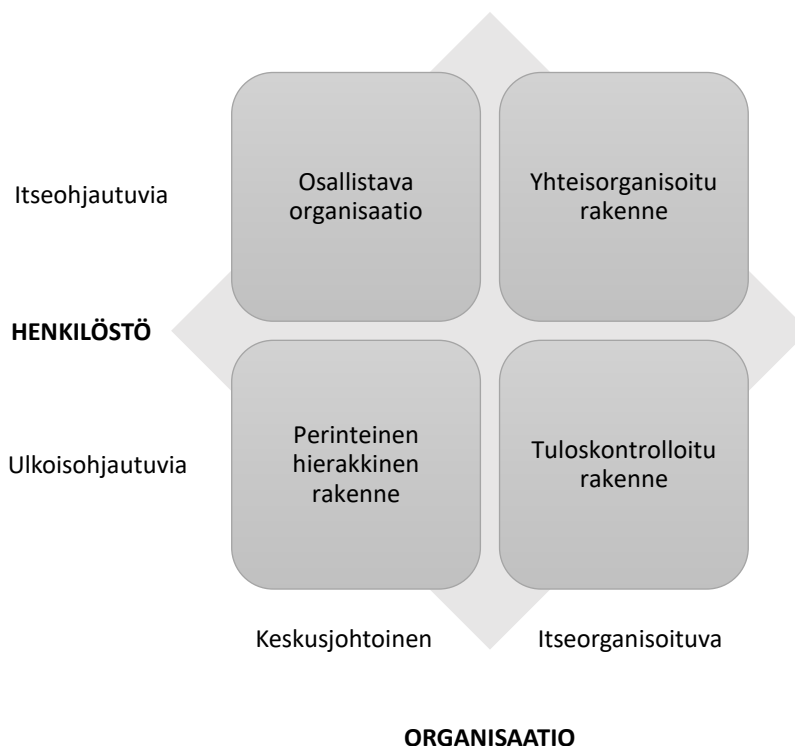 Osallistava
organisaatio
Yhteisorganisoitu
rakenne
Itseohjautuvia
HENKILÖSTÖ
Perinteinen
hierakkinen
rakenne
Tuloskontrolloitu
rakenne
Ulkoisohjautuvia
Keskusjohtoinen
Itseorganisoituva
ORGANISAATIO